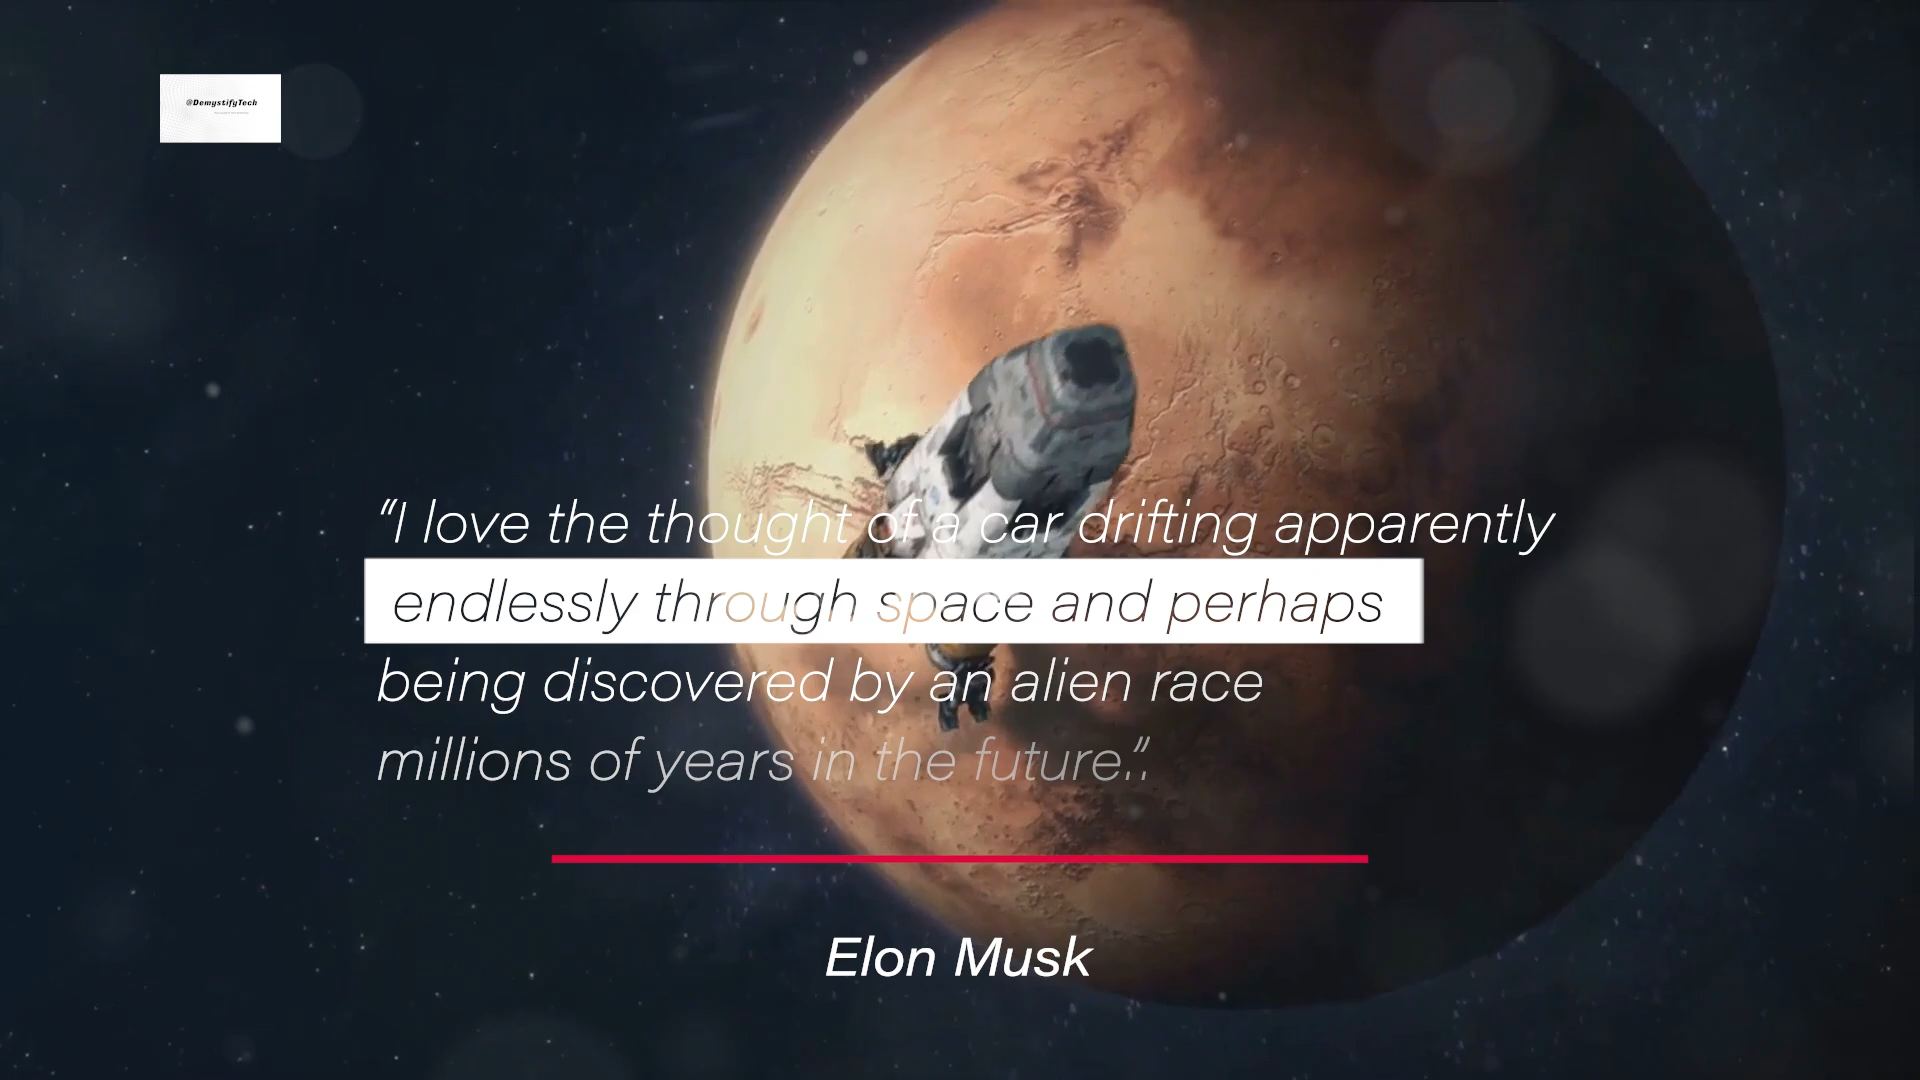 @DemystifyTech
“I love the thought of a car drifting apparently
endlessly through space and perhaps
being discovered by an alien race
millions of years in the future.”.
Elon Musk